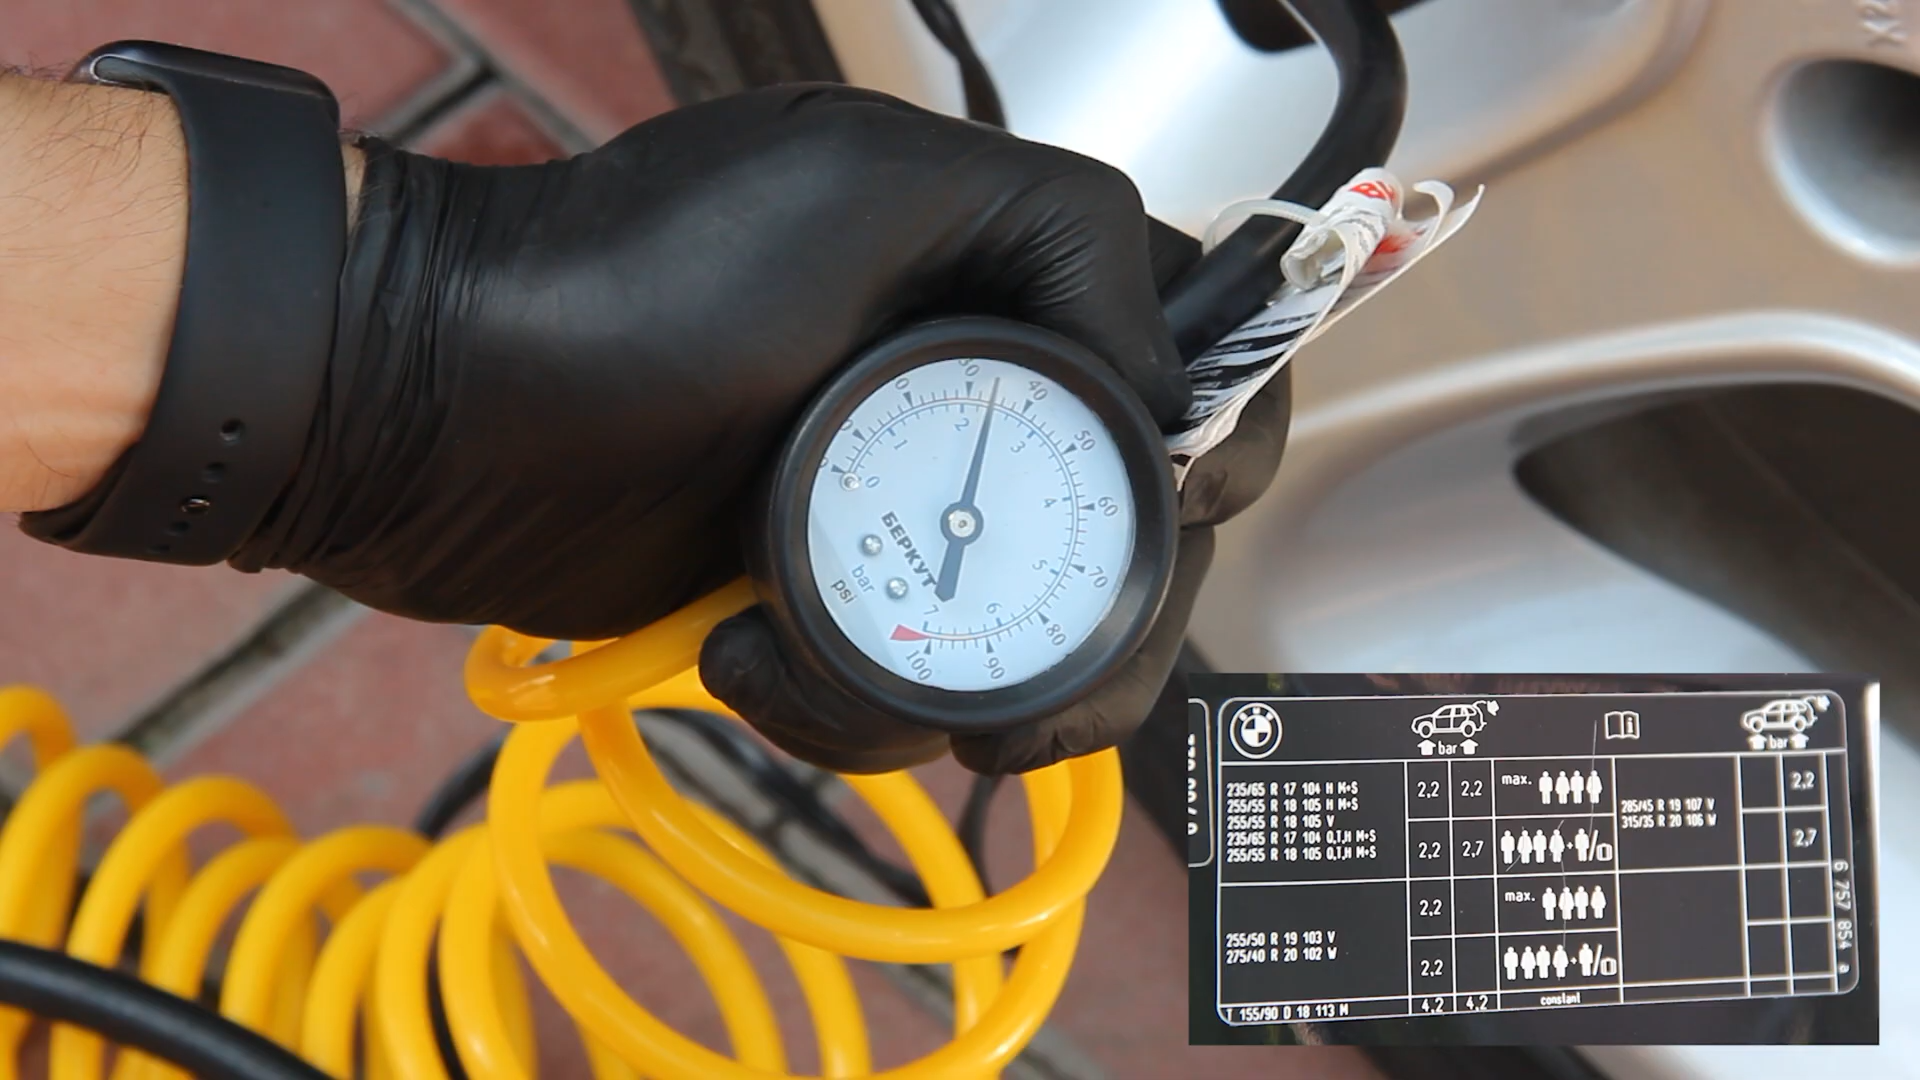 30
40
50
60
70
80
90
100
0
1
2
3
4
5
6
7
БЕРКУТ
bar
psi
bar
bar
235/65 R 17 104 H M+S
255/55 R 18 105 H M+S
255/55 R 18 105 V
235/65 R 17 104 Q,T,H M+S
255/55 R 18 105 Q,T,H M+S
2,2 2,2 max.
2,2 2,7
285/45 R 19 107 V
315/35 R 20 106 W
2,2
2,7
255/50 R 19 103 V
275/40 R 20 102 W
2,2 max.
2,2
T 155/90 D 18 113 M 4,2 4,2 constant
6 757 854